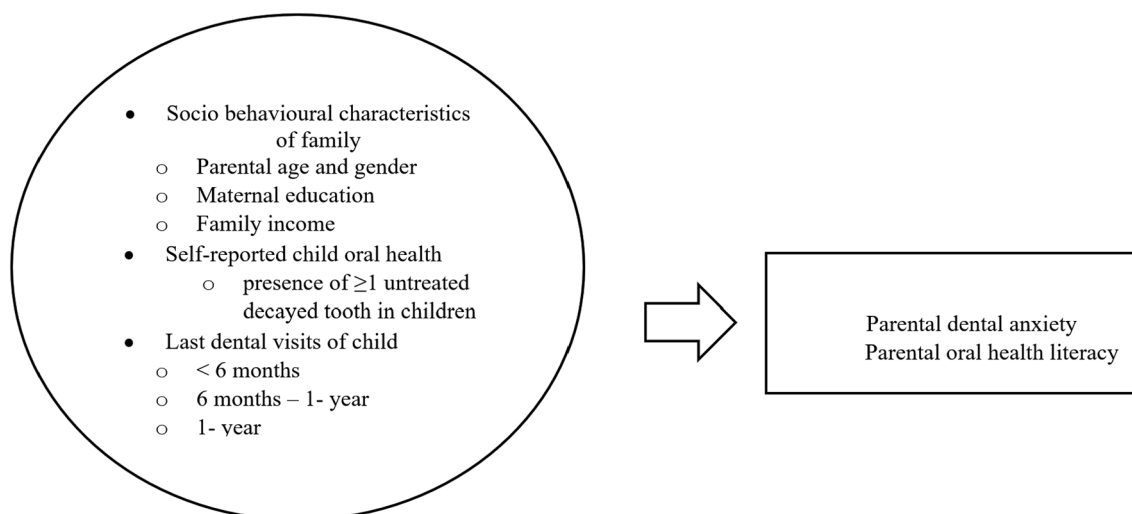 • Socio behavioural characteristics
of family
o Parental age and gender
o Maternal education
o Family income
• Self-reported child oral health
o presence of ≥1 untreated
decayed tooth in children
• Last dental visits of child
o < 6 months
o 6 months – 1- year
o 1- year
Parental dental anxiety
Parental oral health literacy